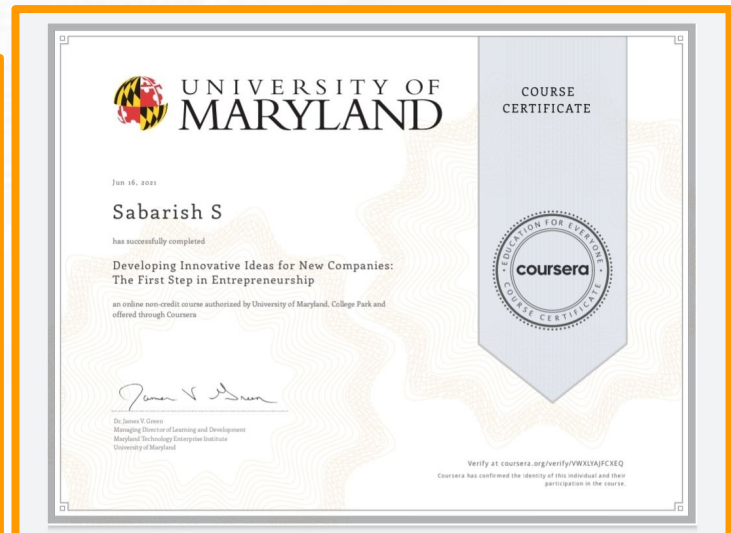 UNIVERSITY OF
MARYLAND
COURSE
CERTIFICATE
Jun 16, 2021
Sabarish S
has successfully completed
Developing Innovative Ideas for New Companies:
The First Step in Entrepreneurship
an online non-credit course authorized by University of Maryland, College Park and
offered through Coursera
EDUCATION FOR EVERYONE
coursera
COURSE CERTIFICATE
James V Green
Dr. James V. Green
Managing Director of Learning and Development
Maryland Technology Enterprise Institute
University of Maryland
Verify at coursera.org/verify/VWXLYAJFCXEQ
Coursera has confirmed the identity of this individual and their
participation in the course.